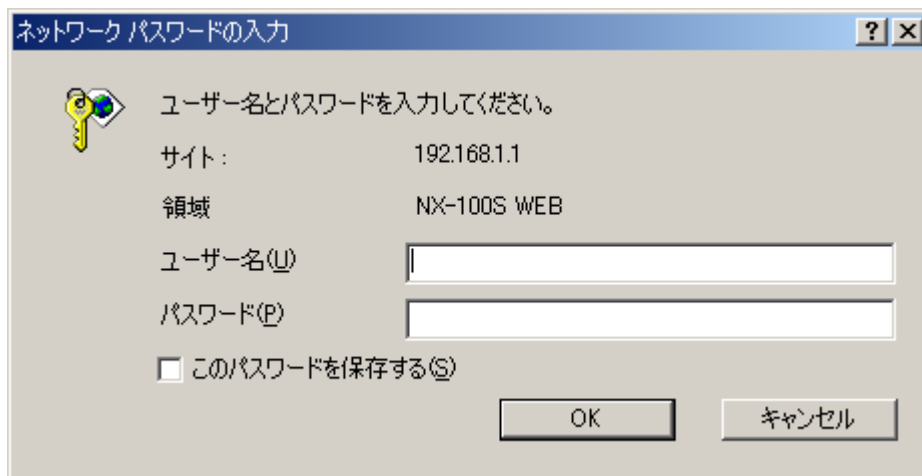 ネットワーク パスワードの入力
ユーザー名とパスワードを入力してください。
サイト: 192.168.1.1
領域 NX-100S WEB
ユーザー名(U)
パスワード(P)
このパスワードを保存する(S)
OK キャンセル